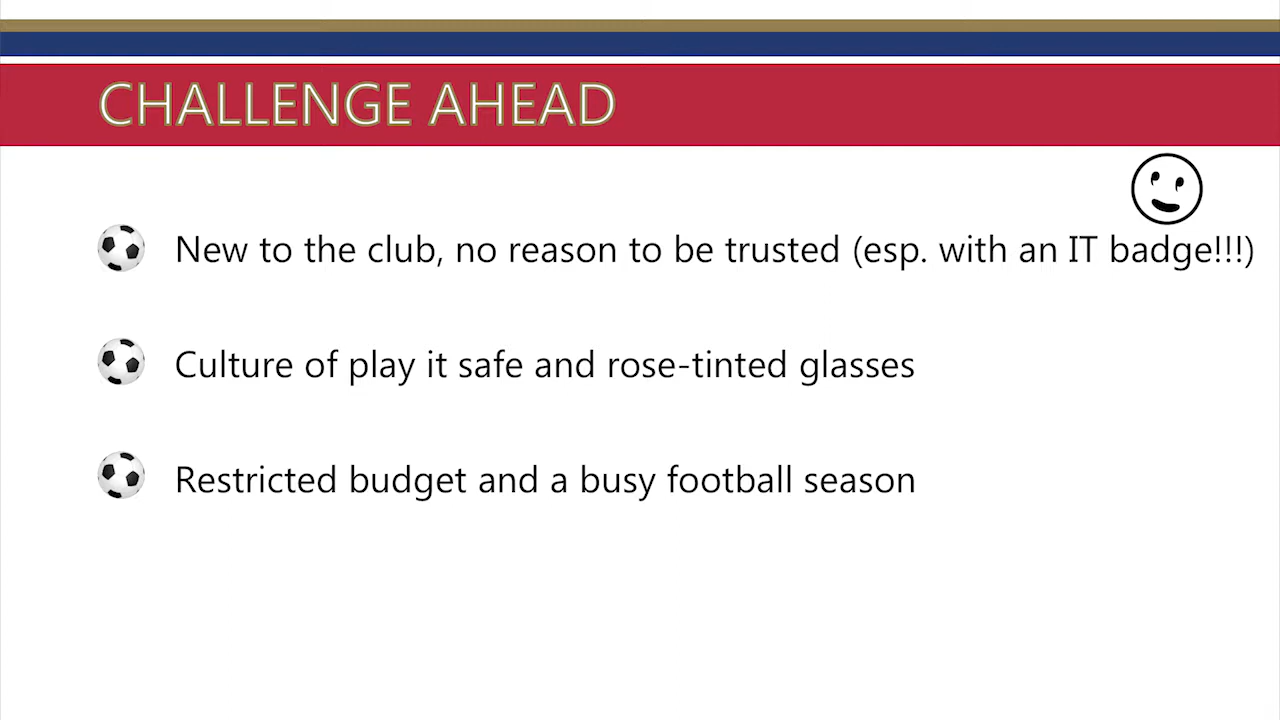 CHALLENGE AHEAD
New to the club, no reason to be trusted (esp. with an IT badge!!!)
Culture of play it safe and rose-tinted glasses
Restricted budget and a busy football season